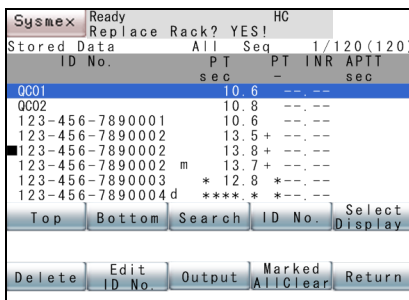 Sysmex Ready HC
Replace Rack? YES!
Stored Data All Seq 1/120(120)
ID No. PT PT INR APTT
sec - sec
QC01 10.6 --.--
QC02 10.8 --.--
123-456-7890001 10.6 --.--
123-456-7890002 13.5+ --.--
123-456-7890002 13.8+ --.--
123-456-7890002 m 13.7+ --.--
123-456-7890003 * 12.8 *--.--
123-456-7890004 d ****.* *--.--
Top Bottom Search ID No. Select Display
Delete Edit ID No. Output Marked AllClear Return